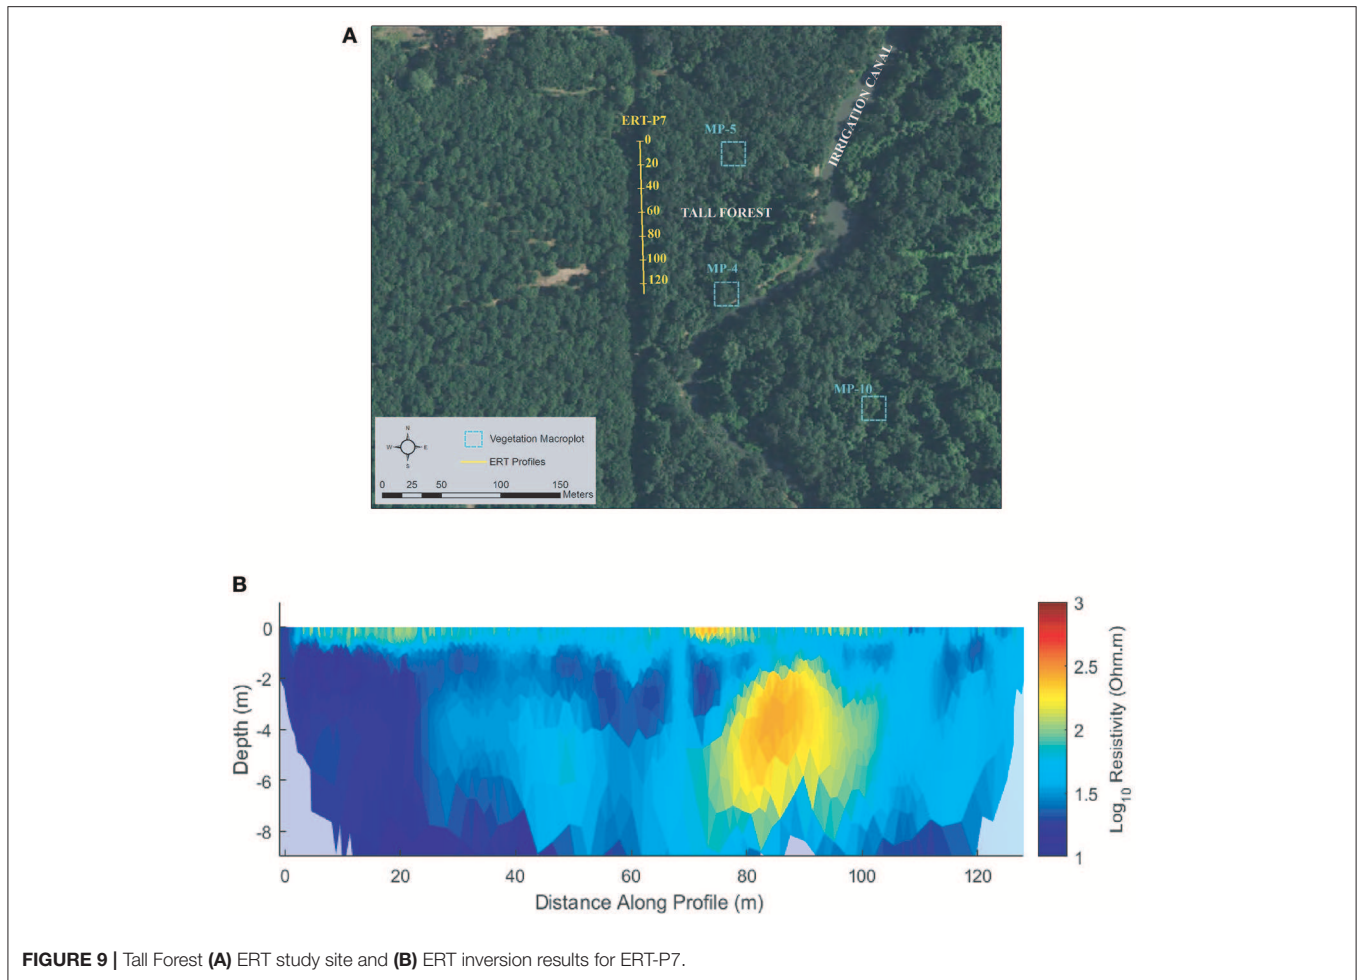 A
IRRIGATION CANAL
ERT-P7
0
20
40
60
80
100
120
MP-5
TALL FOREST
MP-4
MP-10
N
W E
S
Vegetation Macroplot
ERT Profiles
0 25 50 100 150
Meters
B
0
-2
-4
-6
-8
Depth (m)
0 20 40 60 80 100 120
Distance Along Profile (m)
3
2.5
2
1.5
1
Log10 Resistivity (Ohm.m)
FIGURE 9 | Tall Forest (A) ERT study site and (B) ERT inversion results for ERT-P7.